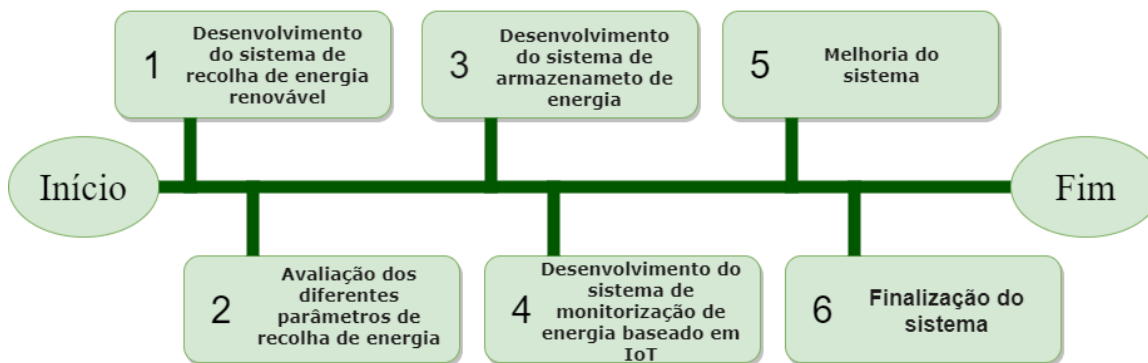 Início
1
Desenvolvimento
do sistema de
recolha de energia
renovável
2
Avaliação dos
diferentes
parâmetros de
recolha de energia
3
Desenvolvimento
do sistema de
armazenameto de
energia
4
Desenvolvimento do
sistema de
monitorização de
energia baseado em
IoT
5
Melhoria do
sistema
6
Finalização do
sistema
Fim